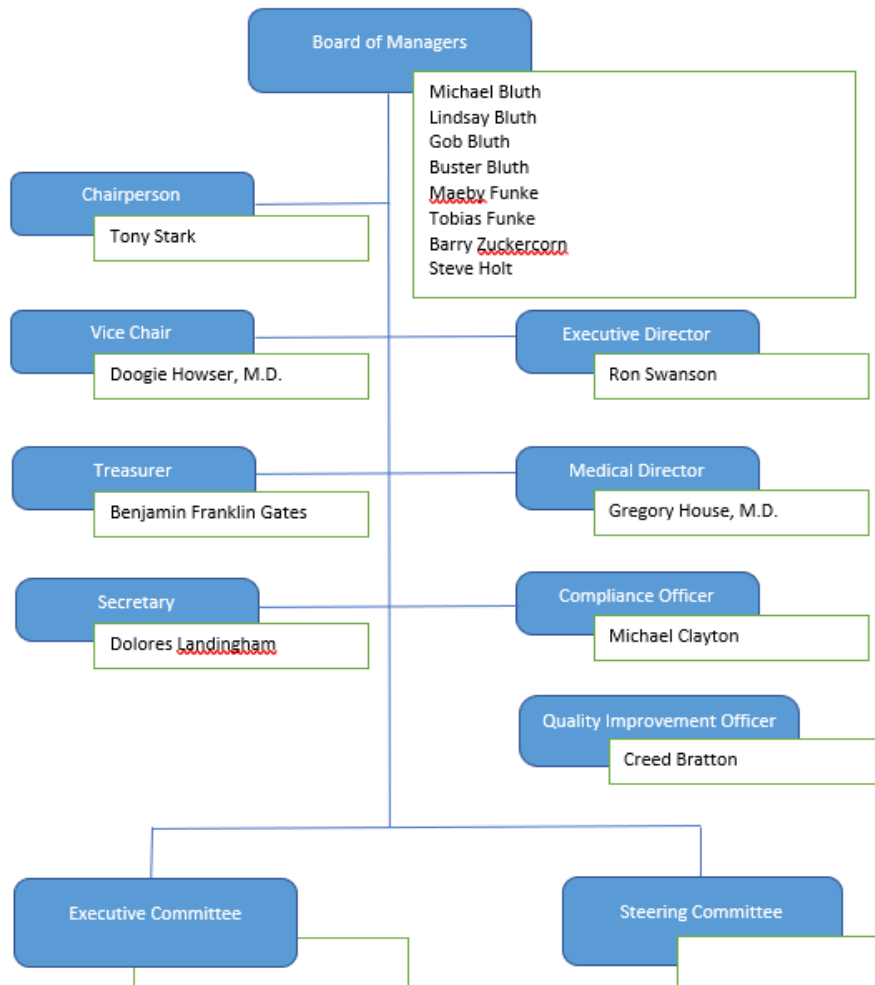 Board of Managers
Michael Bluth
Lindsay Bluth
Gob Bluth
Buster Bluth
Maeby Funke
Tobias Funke
Barry Zuckercorn
Steve Holt
Chairperson
Tony Stark
Vice Chair
Doogie Howser, M.D.
Executive Director
Ron Swanson
Treasurer
Benjamin Franklin Gates
Medical Director
Gregory House, M.D.
Secretary
Dolores Landingham
Compliance Officer
Michael Clayton
Quality Improvement Officer
Creed Bratton
Executive Committee
Steering Committee